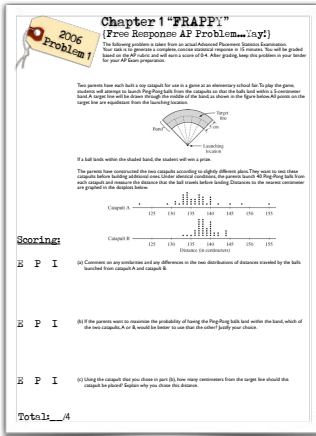 2006
Problem 1
Chapter 1 "FRAPPY"
{Free Response AP Problem...Yay!}
The following problem is taken from an actual Advanced Placement Statistics Examination.
Your task is to generate a complete, concise statistical response in 15 minutes. You will be graded
based on the AP rubric and will earn a score of 0-4. After grading, keep this problem in your binder
for your AP Exam preparation.
Two parents have each built a toy catapult for use in a game at an elementary school fair. To play the game,
students will attempt to launch Ping-Pong balls from the catapults so that the balls land within a 5-centimeter
band. A target line will be drawn through the middle of the band, as shown in the figure below. All points on the
target line are equidistant from the launching location.
Target
line
Band
5 cm
Launching
location
If a ball lands within the shaded band, the student will win a prize.
The parents have constructed the two catapults according to slightly different plans. They want to test these
catapults before building additional ones. Under identical conditions, the parents launch 40 Ping-Pong balls from
each catapult and measure the distance that the ball travels before landing. Distances to the nearest centimeter
are graphed in the dotplots below.
Catapult A
125 130 135 140 145 150 155
Catapult B
125 130 135 140 145 150 155
Distance (in centimeters)
Scoring:
E P I
(a) Comment on any similarities and any differences in the two distributions of distances traveled by the balls
launched from catapult A and catapult B.
E P I
(b) If the parents want to maximize the probability of having the Ping-Pong balls land within the band, which of
the two catapults, A or B, would be better to use than the other? Justify your choice.
E P I
(c) Using the catapult that you chose in part (b), how many centimeters from the target line should this
catapult be placed? Explain why you chose this distance.
Total:__/4